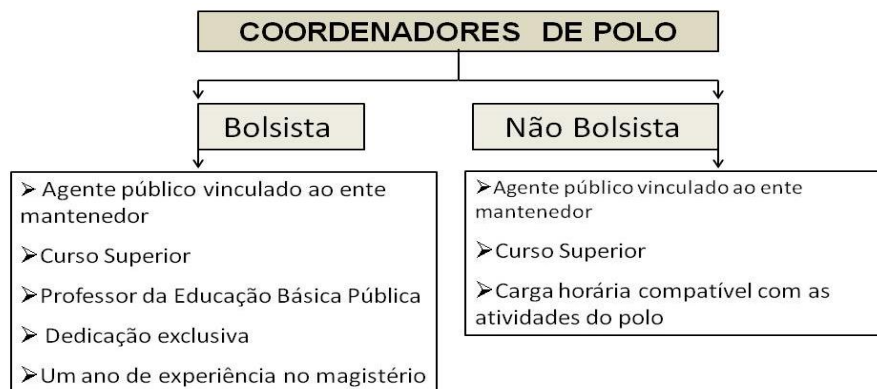 COORDENADORES DE POLO
Bolsista
Não Bolsista
➢ Agente público vinculado ao ente
mantenedor
➢Curso Superior
➢Professor da Educação Básica Pública
➢ Dedicação exclusiva
➢Um ano de experiência no magistério
➢Agente público vinculado ao ente
mantenedor
➢Curso Superior
➢Carga horária compatível com as
atividades do polo